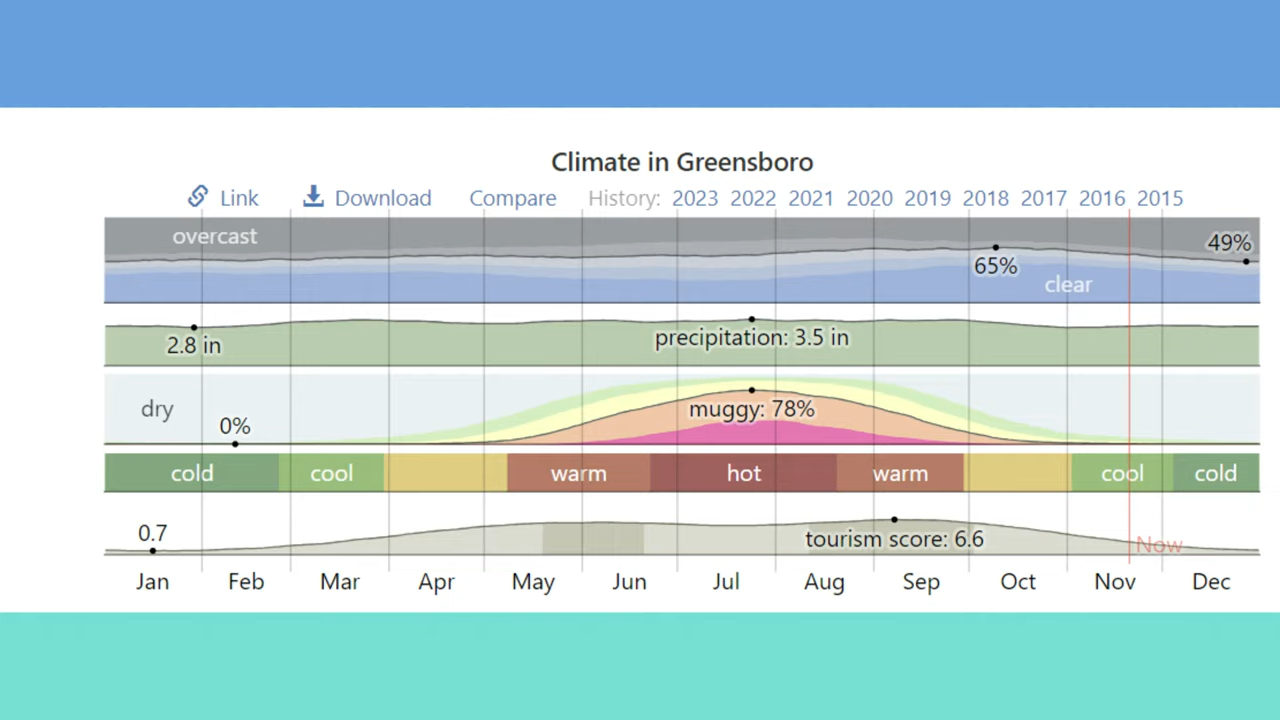 Climate in Greensboro
Link Download Compare History: 2023 2022 2021 2020 2019 2018 2017 2016 2015
overcast
49%
65%
clear
2.8 in
precipitation: 3.5 in
dry
muggy: 78%
0%
cold cool warm hot warm cool cold
0.7
tourism score: 6.6
Now
Jan Feb Mar Apr May Jun Jul Aug Sep Oct Nov Dec